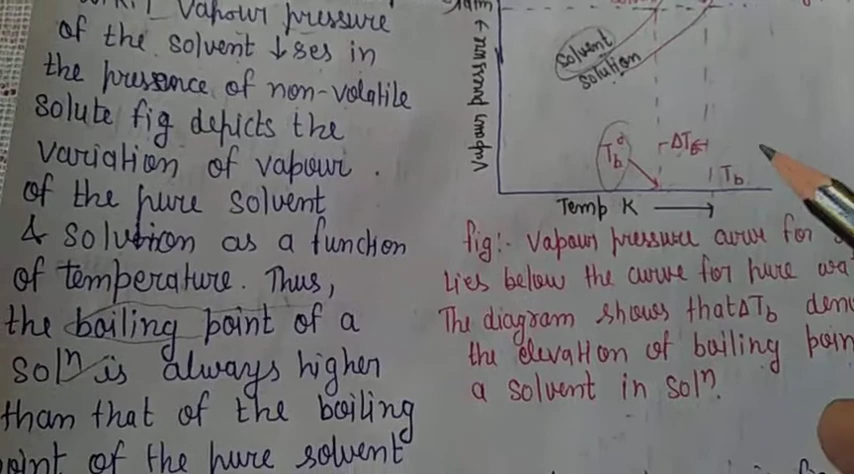 Vapour pressure
of the solvent ↓ses in
the presence of non-volatile
solute fig depicts the
variation of vapour
of the pure solvent
& solution as a function
of temperature. Thus,
the boiling point of a
solⁿ is always higher
than that of the boiling
point of the pure solvent
Vapour pressure →
solvent
solution
T°b
ΔTb
Tb
Temp K →
fig:- Vapour pressure curve for
lies below the curve for pure
The diagram shows that ΔTb
the elevation of boiling
a solvent in solⁿ.